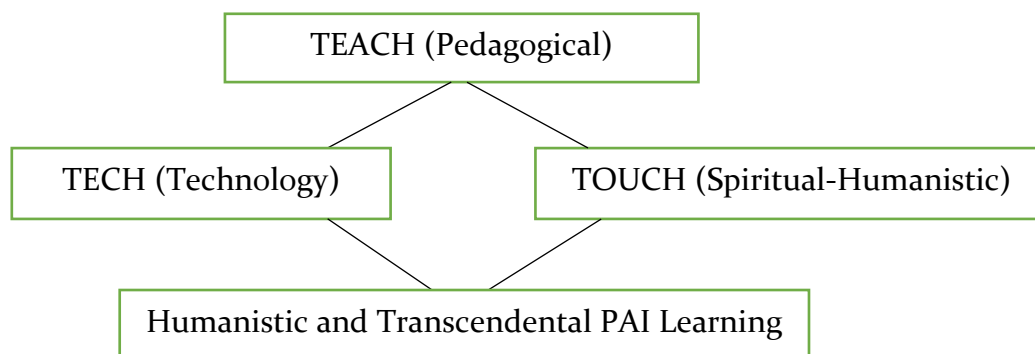 TEACH (Pedagogical)
TECH (Technology)
TOUCH (Spiritual-Humanistic)
Humanistic and Transcendental PAI Learning